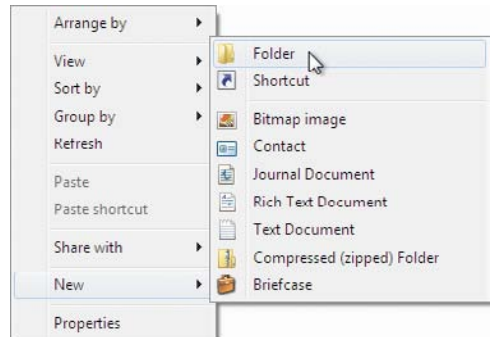 Arrange by
View
Sort by
Group by
Refresh
Paste
Paste shortcut
Share with
New
Properties
Folder
Shortcut
Bitmap image
Contact
Journal Document
Rich Text Document
Text Document
Compressed (zipped) Folder
Briefcase